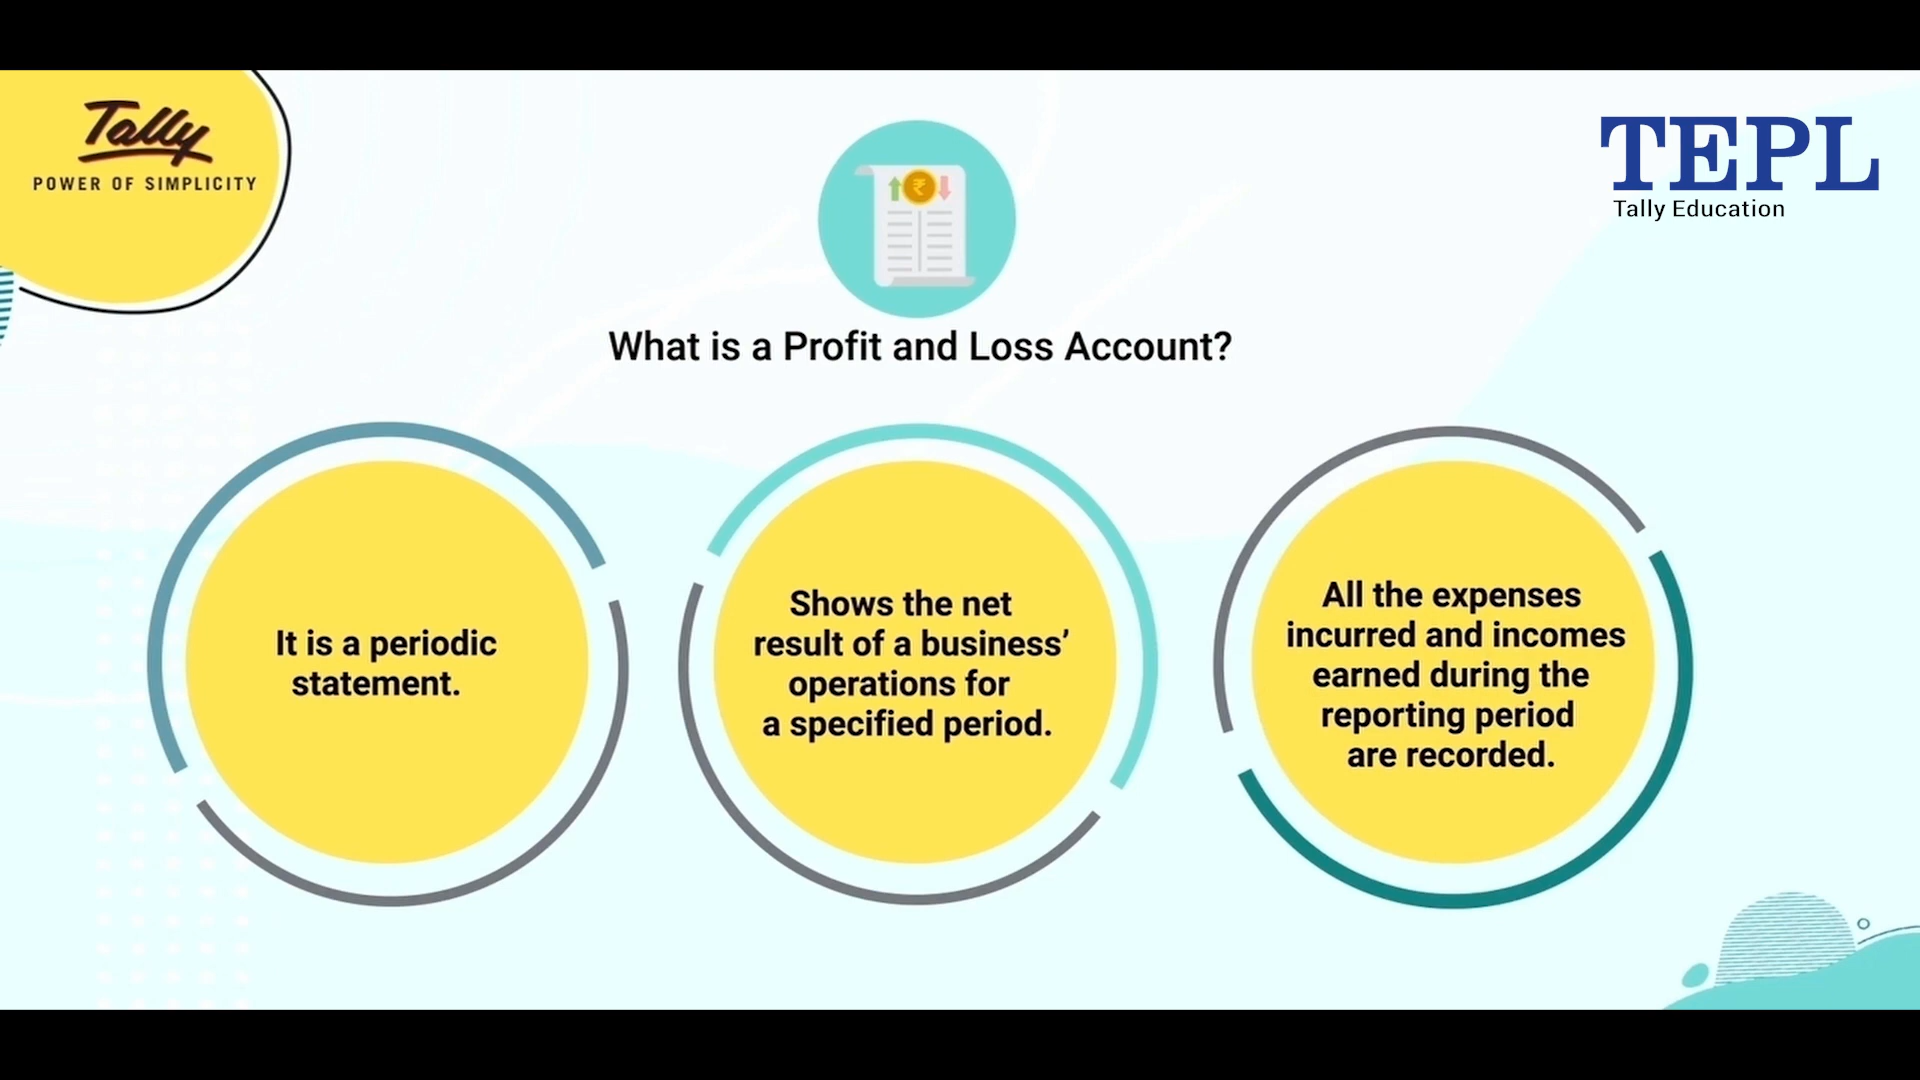 Tally
POWER OF SIMPLICITY
TEPL
Tally Education
₹
What is a Profit and Loss Account?
It is a periodic
statement.
Shows the net
result of a business’
operations for
a specified period.
All the expenses
incurred and incomes
earned during the
reporting period
are recorded.